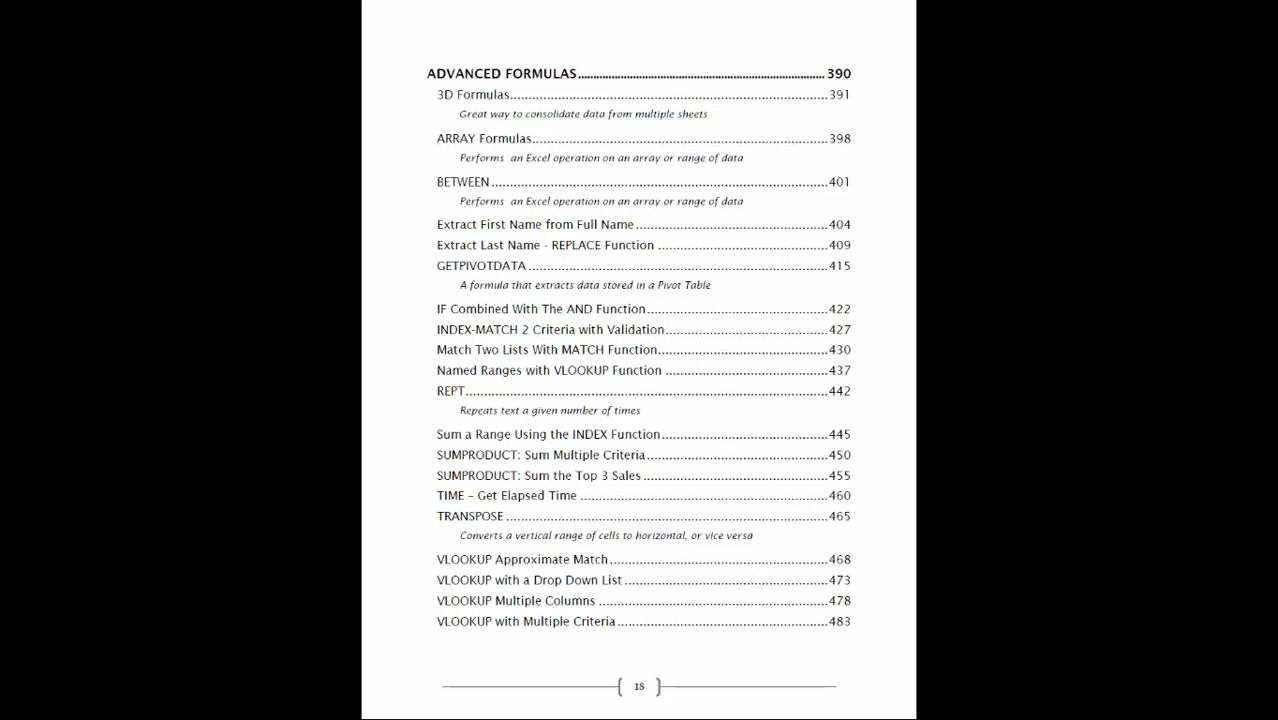 ADVANCED FORMULAS.......................................................................... 390
3D Formulas.....................................................................................391
Great way to consolidate data from multiple sheets
ARRAY Formulas...............................................................................398
Performs  an Excel operation on an array or range of data
BETWEEN..........................................................................................401
Performs  an Excel operation on an array or range of data
Extract First Name from Full Name...................................................404
Extract Last Name - REPLACE Function .............................................409
GETPIVOTDATA ................................................................................415
A formula that extracts data stored in a Pivot Table
IF Combined With The AND Function................................................422
INDEX-MATCH 2 Criteria with Validation...........................................427
Match Two Lists With MATCH Function.............................................430
Named Ranges with VLOOKUP Function ...........................................437
REPT.................................................................................................442
Repeats text a given number of times
Sum a Range Using the INDEX Function............................................445
SUMPRODUCT: Sum Multiple Criteria................................................450
SUMPRODUCT: Sum the Top 3 Sales.................................................455
TIME – Get Elapsed Time ..................................................................460
TRANSPOSE ......................................................................................465
Converts a vertical range of cells to horizontal, or vice versa
VLOOKUP Approximate Match..........................................................468
VLOOKUP with a Drop Down List ......................................................473
VLOOKUP Multiple Columns .............................................................478
VLOOKUP with Multiple Criteria........................................................483
18